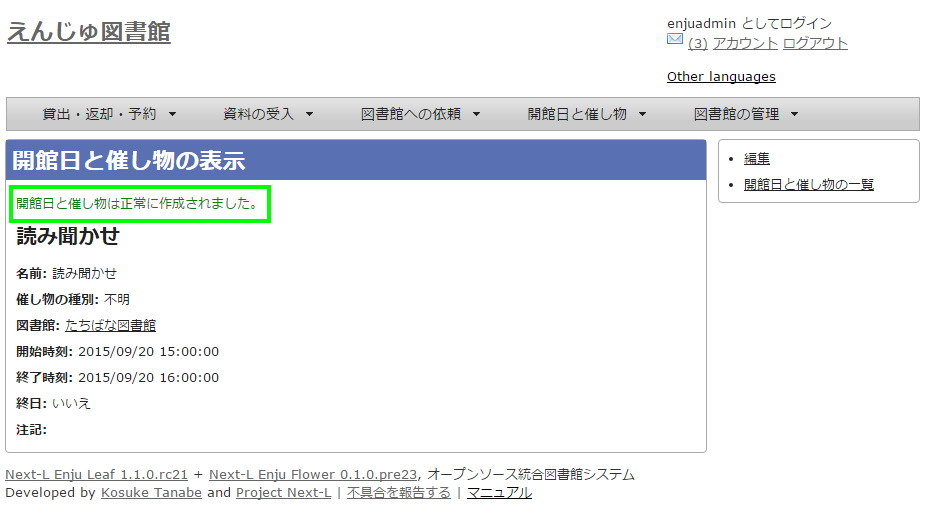 えんじゅ図書館
enjuadmin としてログイン
(3) アカウント ログアウト
Other languages
貸出・返却・予約 資料の受入 図書館への依頼 開館日と催し物 図書館の管理
開館日と催し物の表示
開館日と催し物は正常に作成されました。
読み聞かせ
名前: 読み聞かせ
催し物の種別: 不明
図書館: たちばな図書館
開始時刻: 2015/09/20 15:00:00
終了時刻: 2015/09/20 16:00:00
終日: いいえ
注記:
編集
開館日と催し物の一覧
Next-L Enju Leaf 1.1.0.rc21 + Next-L Enju Flower 0.1.0.pre23, オープンソース統合図書館システム
Developed by Kosuke Tanabe and Project Next-L | 不具合を報告する | マニュアル